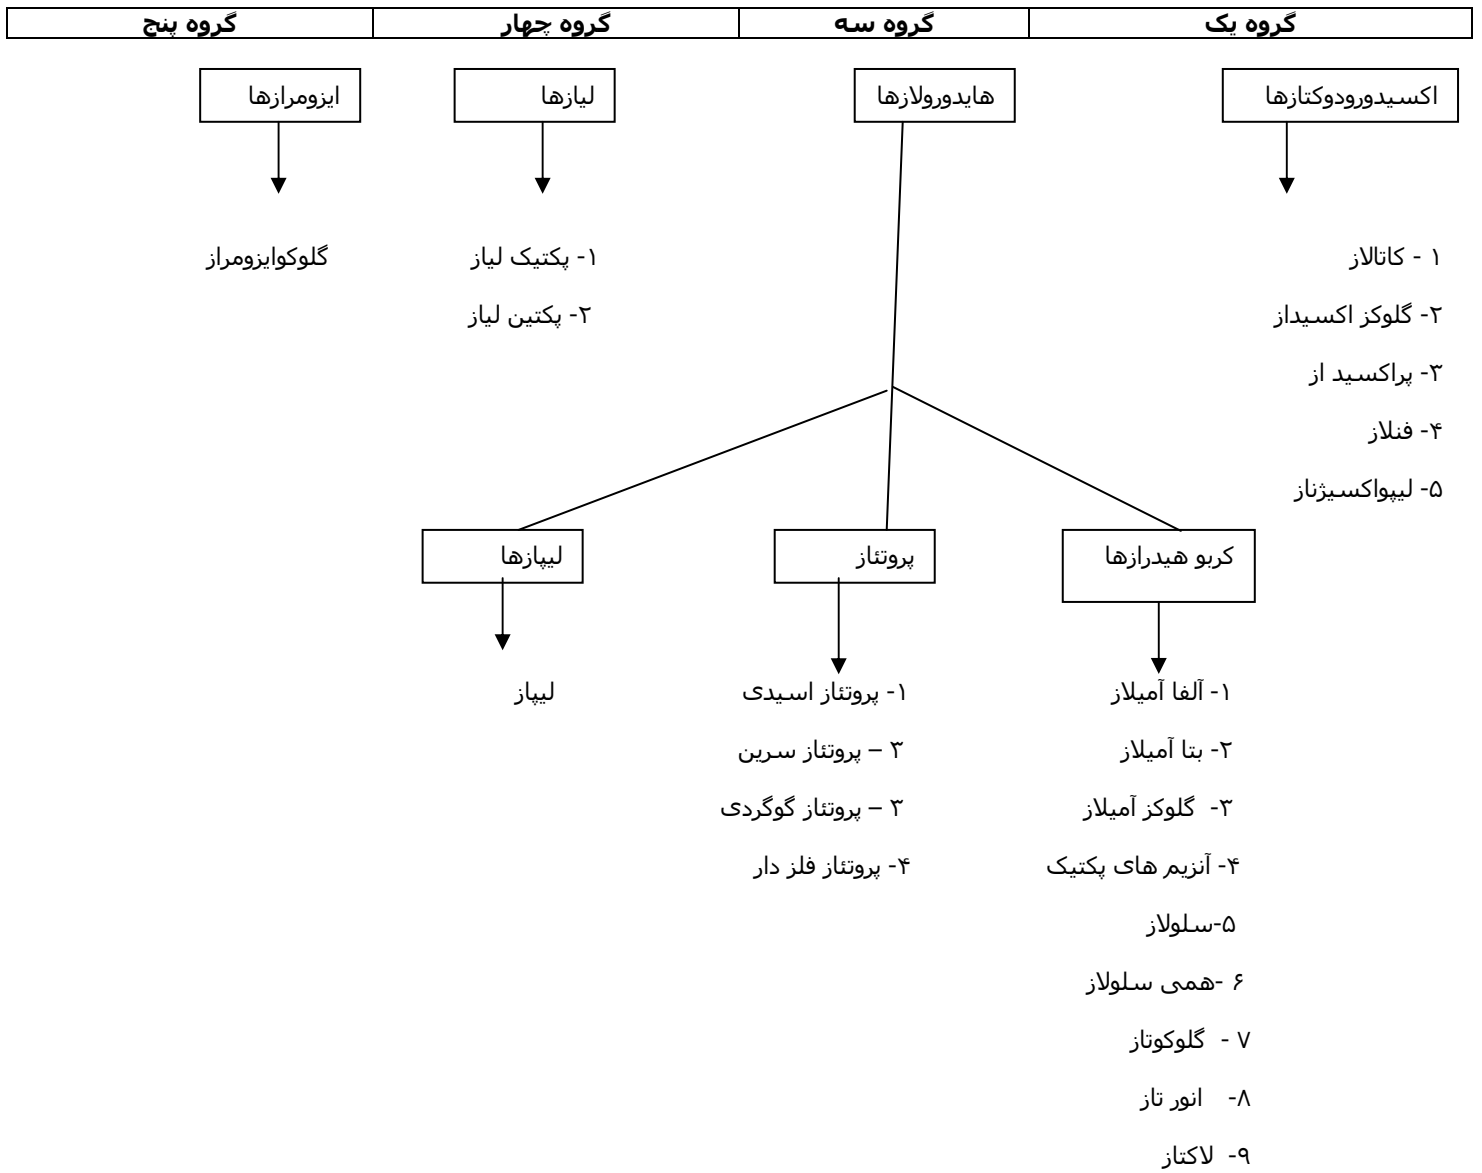 گروه یک
گروه سه
گروه چهار
گروه پنج
اکسیدورودوکتازها
هایدورولازها
لیازها
ایزومرازها
۱ - کاتالاز
۲- گلوکز اکسیداز
۳- پراکسید از
۴- فنلاز
۵- لیپواکسیژناز
۱- پکتیک لیاز
۲- پکتین لیاز
گلوکوایزومراز
کربو هیدرازها
پروتئاز
لیپازها
۱- آلفا آمیلاز
۲- بتا آمیلاز
۳- گلوکز آمیلاز
۴- آنزیم های پکتیک
۵-سلولاز
۶ -همی سلولاز
۷ - گلوکوتاز
۸- انور تاز
۹- لاکتاز
۱- پروتئاز اسیدی
۳ – پروتئاز سرین
۳ – پروتئاز گوگردی
۴- پروتئاز فلز دار
لیپاز